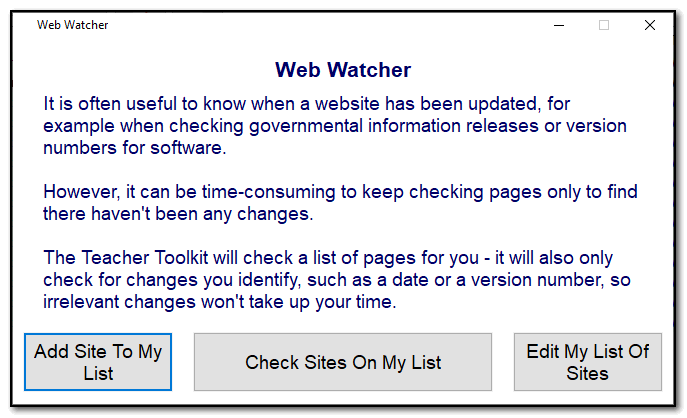 Web Watcher
Web Watcher
It is often useful to know when a website has been updated, for
example when checking governmental information releases or version
numbers for software.
However, it can be time-consuming to keep checking pages only to find
there haven't been any changes.
The Teacher Toolkit will check a list of pages for you - it will also only
check for changes you identify, such as a date or a version number, so
irrelevant changes won't take up your time.
Add Site To My
List
Check Sites On My List
Edit My List Of
Sites